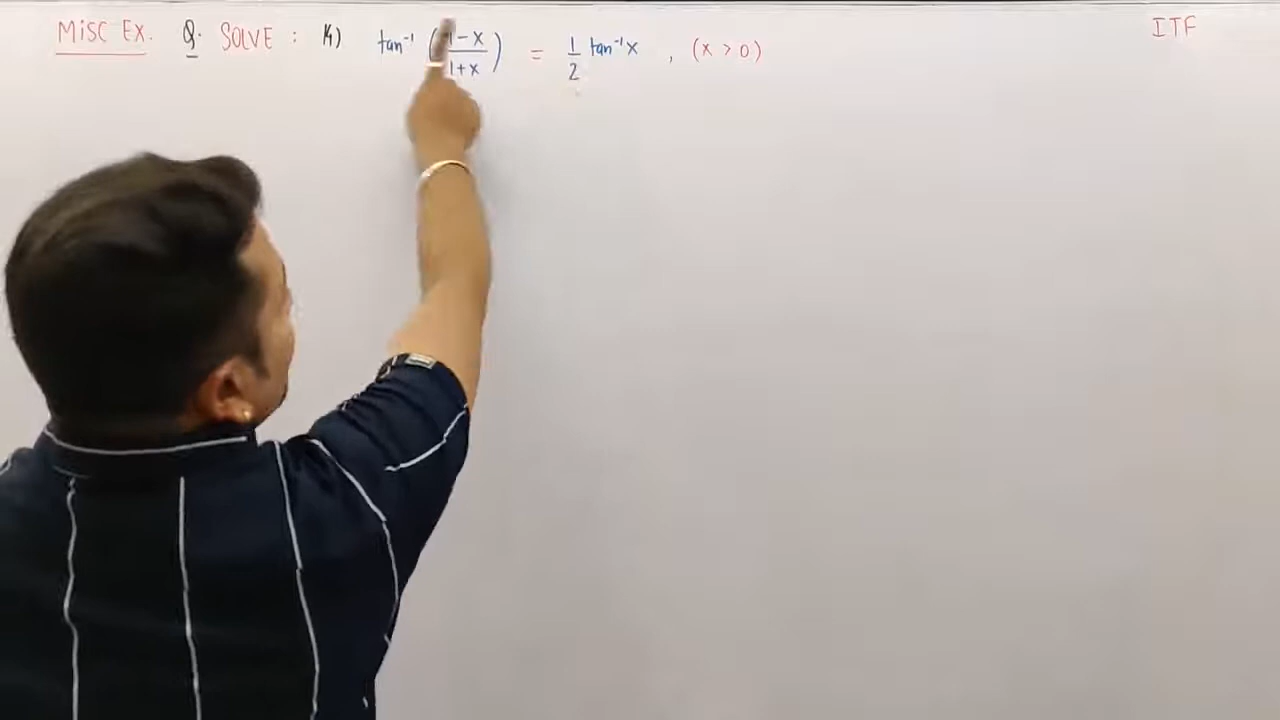 MISC EX. Q. SOLVE : 14) tan⁻¹ (1-x/1+x) = 1/2 tan⁻¹x , (x > 0) ITF